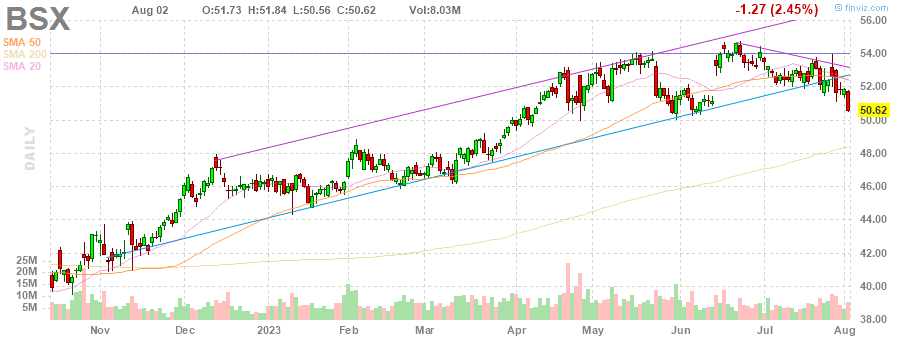 BSX Aug 02 O:51.73 H:51.84 L:50.56 C:50.62 Vol:8.03M -1.27 (2.45%) © finviz.com
SMA 50
SMA 200
SMA 20
DAILY
56.00
54.00
52.00
50.62
50.00
48.00
46.00
44.00
42.00
40.00
38.00
25M
20M
15M
10M
5M
Nov Dec 2023 Feb Mar Apr May Jun Jul Aug